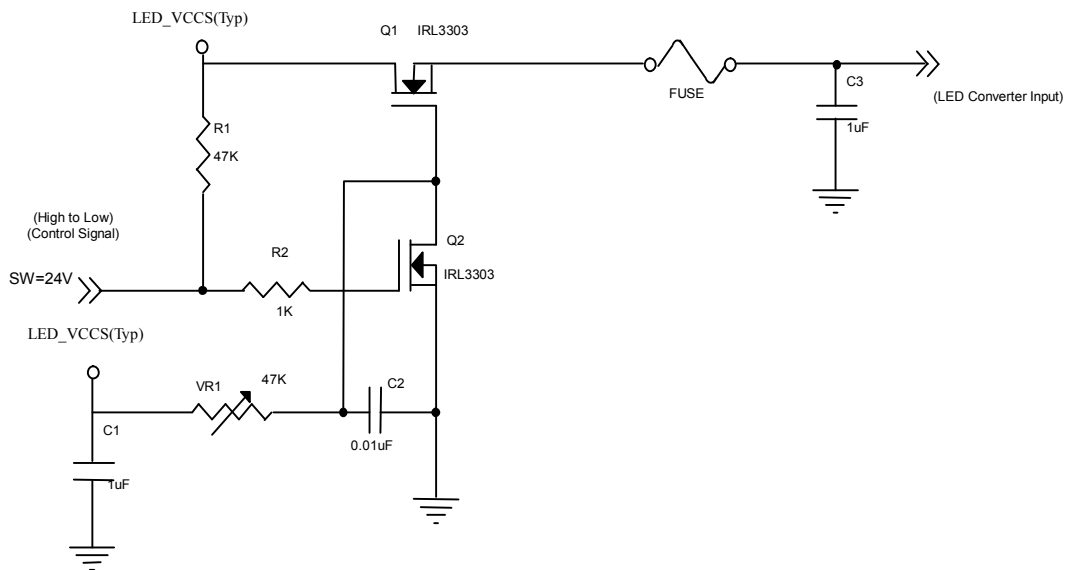 LED_VCCS(Typ)
Q1 IRL3303
FUSE
C3
1uF
(LED Converter Input)
R1
47K
(High to Low)
(Control Signal)
SW=24V
R2
1K
Q2
IRL3303
LED_VCCS(Typ)
VR1
47K
C2
0.01uF
C1
1uF